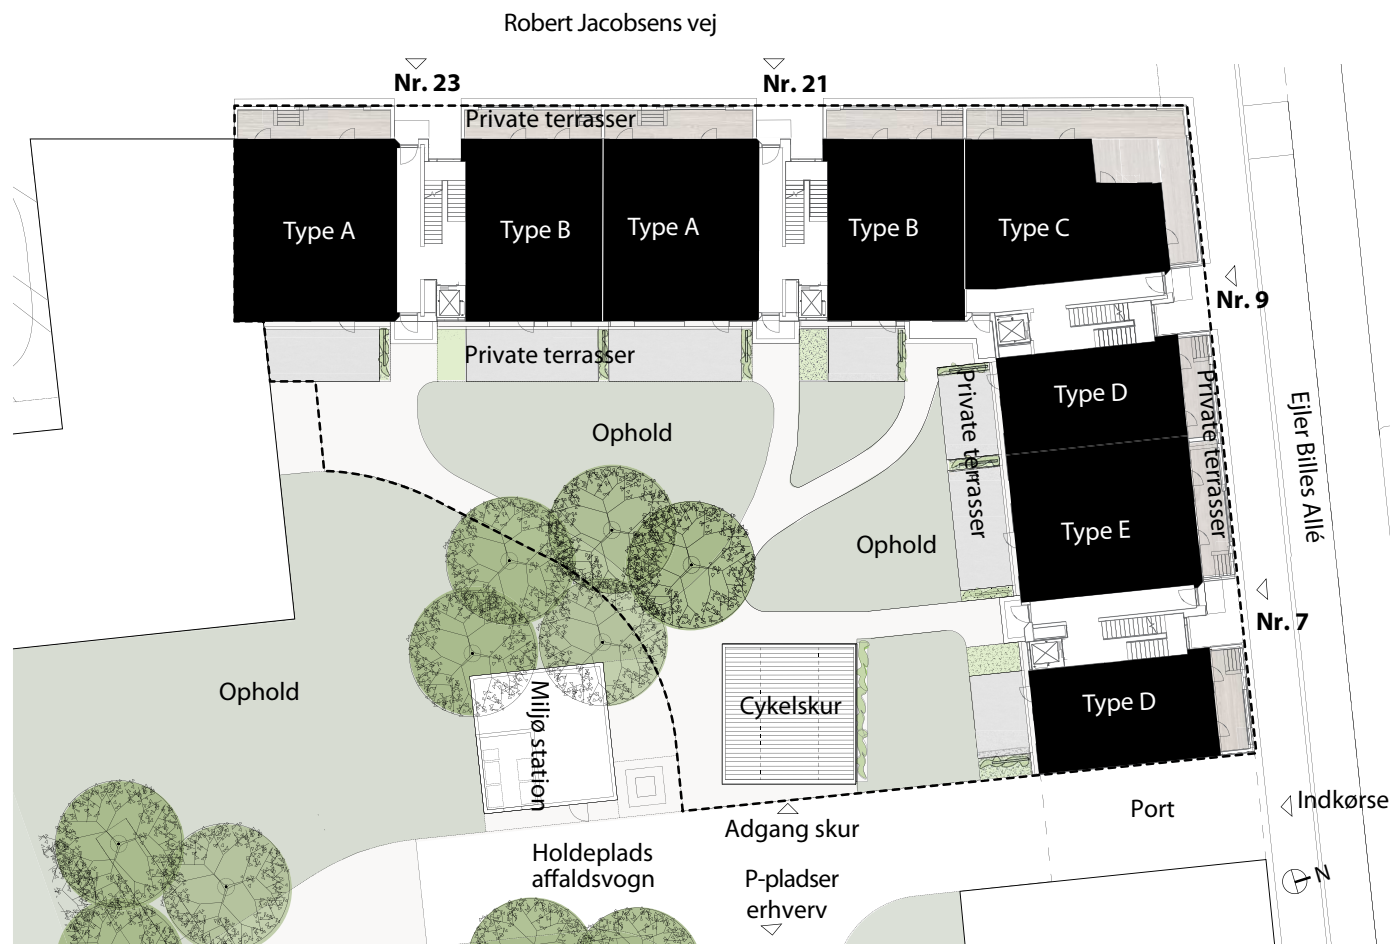 Robert Jacobsens vej
Nr. 23
Nr. 21
Private terrasser
Type A
Type B
Type A
Type B
Type C
Nr. 9
Private terrasser
Private terrasser
Type D
Private terrasser
Ejler Billes Allé
Ophold
Ophold
Type E
Nr. 7
Ophold
Miljø station
Cykelskur
Type D
Port
Indkørse
Adgang skur
Holdeplads
affaldsvogn
P-pladser
erhverv
N